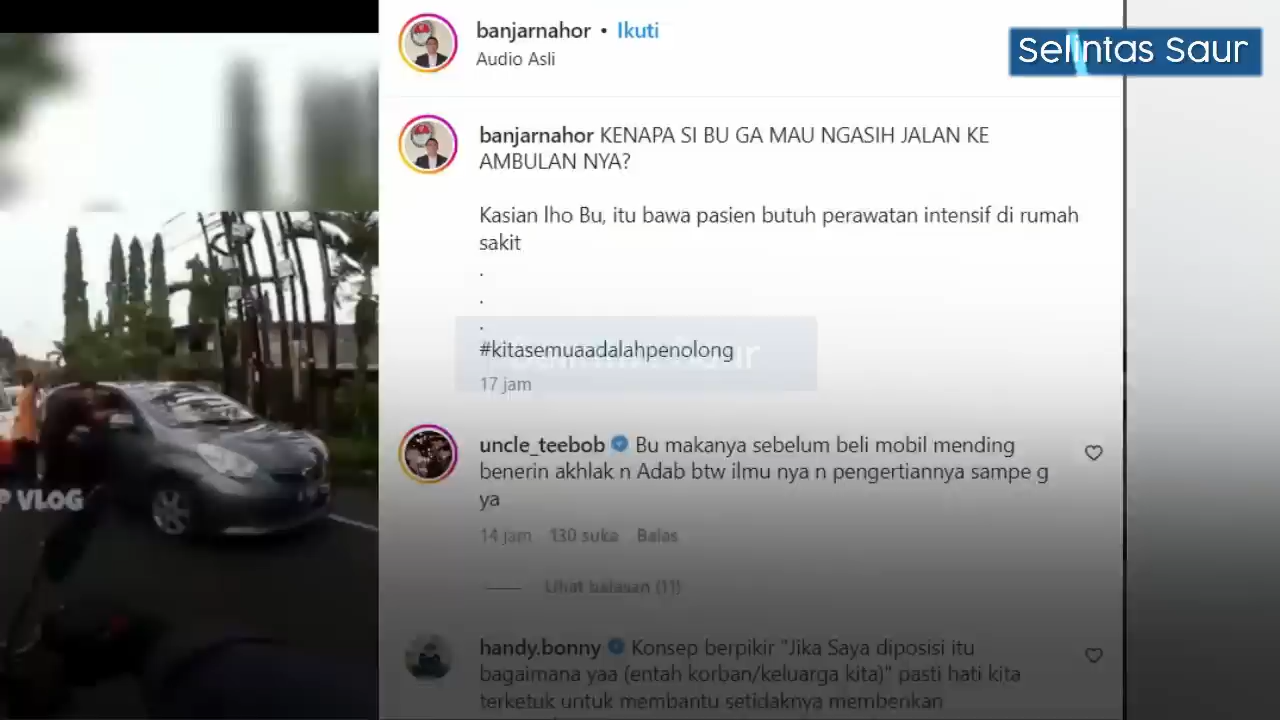 banjarnahor • Ikuti
Audio Asli
Selintas Saur
banjarnahor KENAPA SI BU GA MAU NGASIH JALAN KE
AMBULAN NYA?
Kasian lho Bu, itu bawa pasien butuh perawatan intensif di rumah
sakit
.
.
.
#kitasemuaadalahpenolong
17 jam
uncle_teebob Bu makanya sebelum beli mobil mending
benerin akhlak n Adab btw ilmu nya n pengertiannya sampe g
ya
14 jam 130 suka Balas
Lihat balasan (11)
handy.bonny Konsep berpikir "Jika Saya diposisi itu
bagaimana yaa (entah korban/keluarga kita)" pasti hati kita
terketuk untuk membantu setidaknya membenkan
P VLOG